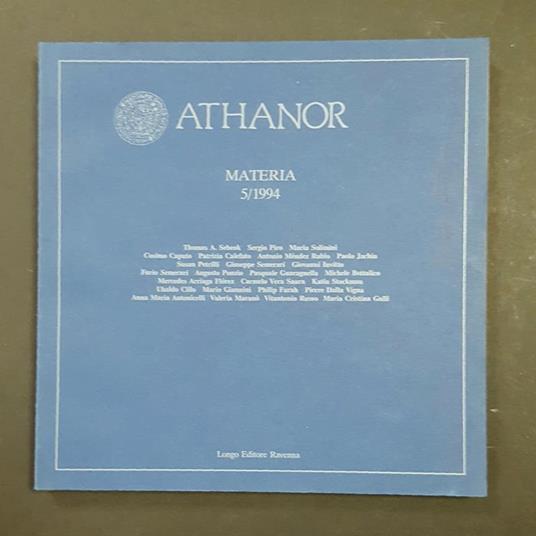 ATHANOR
MATERIA
5/1994
Thomas A. Sebeok Sergio Piro Maria Solimini
Cosimo Caputo Patrizia Calefato Antonio Méndez Rubio Paolo Jachia
Susan Petrilli Giuseppe Semerari Giovanni Invitto
Furio Semerari Augusto Ponzio Pasquale Guaragnella Michele Bottalico
Mercedes Arriaga Flórez Carmelo Vera Saura Katia Stockman
Ubaldo Cillo Mario Giannini Philip Farah Pierre Dalla Vigna
Anna Maria Antonicelli Valeria Maranò Vitantonio Russo Maria Cristina Galli
Longo Editore Ravenna